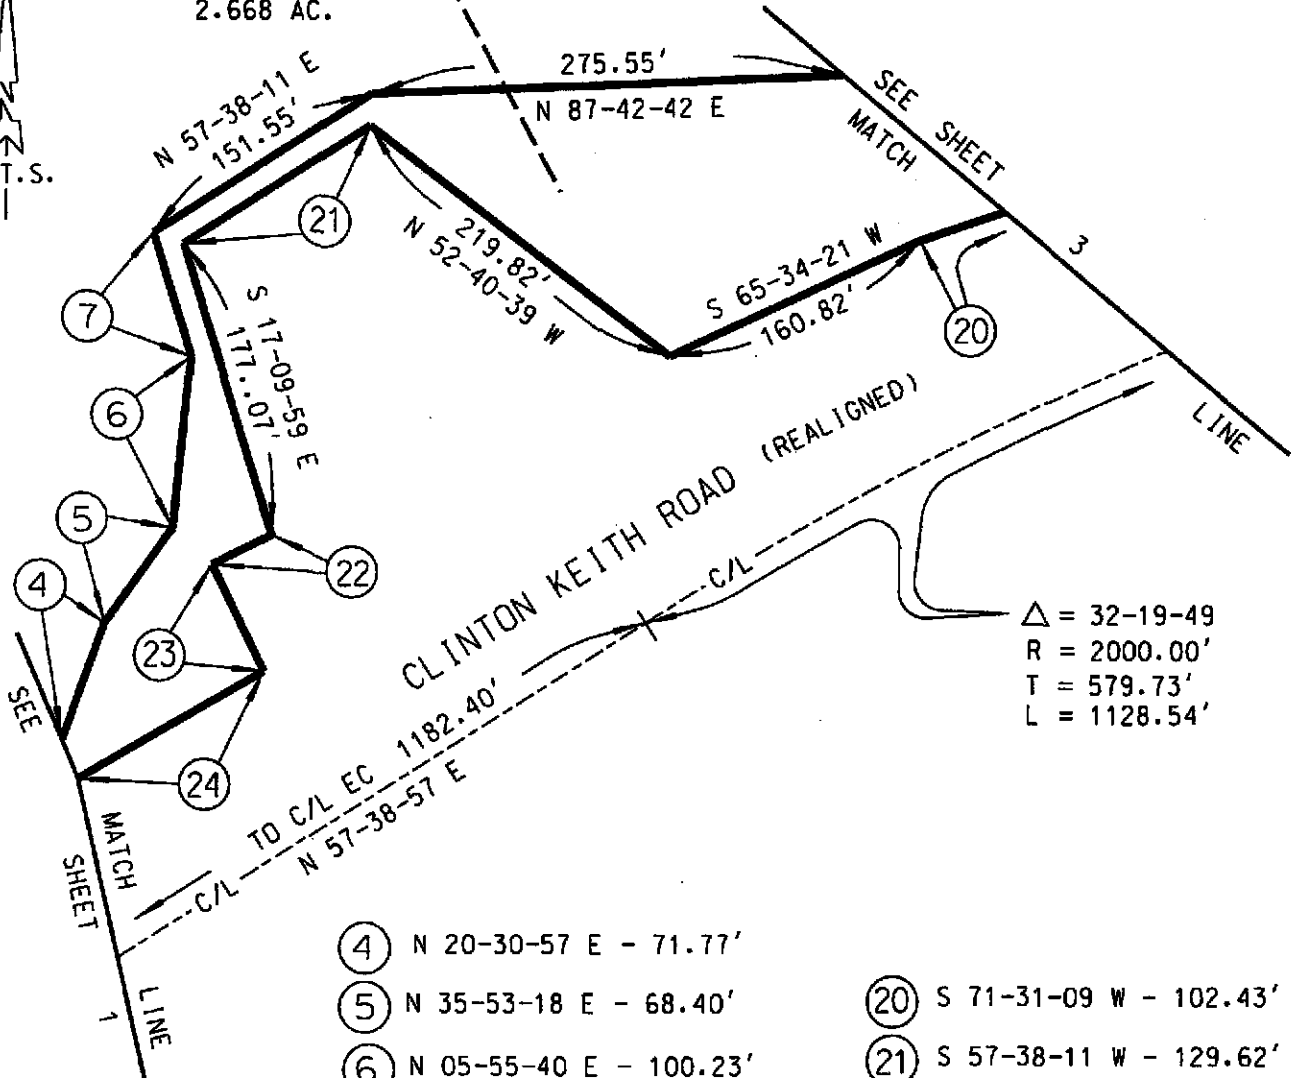 2.668 AC.
T.S.
N 57-38-11 E
151.55'
275.55'
N 87-42-42 E
SEE SHEET 3
MATCH LINE
21
219.82'
N 52-40-39 W
S 65-34-21 W
160.82'
20
7
S 17-09-59 E
177..07'
6
5
4
22
23
24
CLINTON KEITH ROAD (REALIGNED)
C/L
Δ = 32-19-49
R = 2000.00'
T = 579.73'
L = 1128.54'
TO C/L EC 1182.40'
N 57-38-57 E
C/L
SEE SHEET 1
MATCH LINE
4 N 20-30-57 E - 71.77'
5 N 35-53-18 E - 68.40'
6 N 05-55-40 E - 100.23'
20 S 71-31-09 W - 102.43'
21 S 57-38-11 W - 129.62'